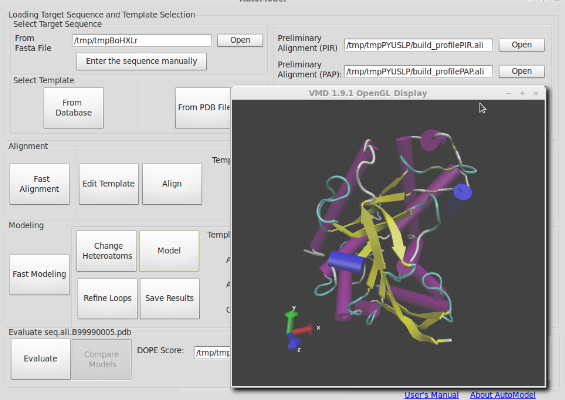 AutoModel
Loading Target Sequence and Template Selection
Select Target Sequence
From
Fasta File
/tmp/tmpBoHXLr
Open
Enter the sequence manually
Preliminary
Alignment (PIR)
/tmp/tmpPYUSLP/build_profilePIR.ali
Open
Preliminary
Alignment (PAP):
/tmp/tmpPYUSLP/build_profilePAP.ali
Open
Select Template
From
Database
From PDB File
VMD 1.9.1 OpenGL Display
Alignment
Fast
Alignment
Edit Template
Align
Modeling
Fast Modeling
Change
Heteroatoms
Model
Refine Loops
Save Results
y
x
z
Evaluate seq.ali.B99990005.pdb
Evaluate
Compare
Models
DOPE Score:
/tmp/tmp
User's Manual
About AutoModel